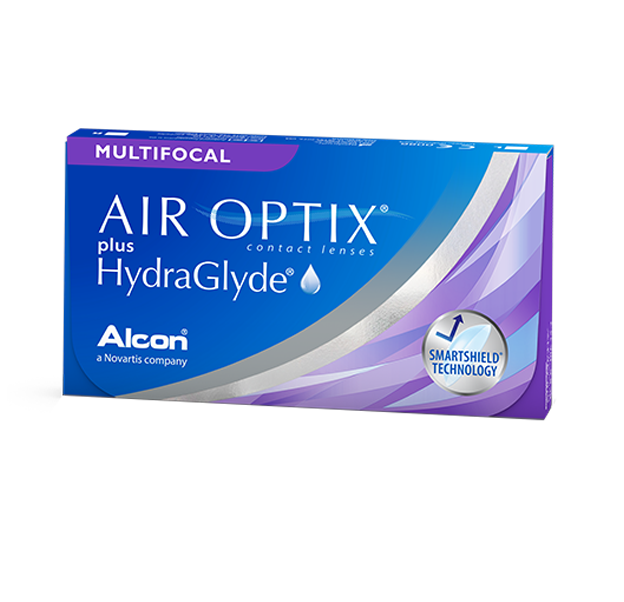 MULTIFOCAL
AIR OPTIX®
contact lenses
plus
HydraGlyde®
Alcon®
a Novartis company
SMARTSHIELD®
TECHNOLOGY